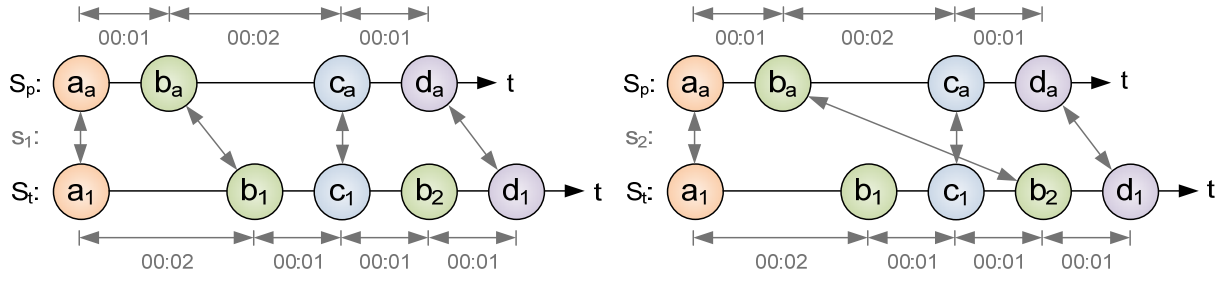 00:01 00:02 00:01 00:01 00:02 00:01
Sₚ: aₐ bₐ cₐ dₐ t Sₚ: aₐ bₐ cₐ dₐ t
s₁: s₂:
Sₜ: a₁ b₁ c₁ b₂ d₁ t Sₜ: a₁ b₁ c₁ b₂ d₁ t
00:02 00:01 00:01 00:01 00:02 00:01 00:01 00:01